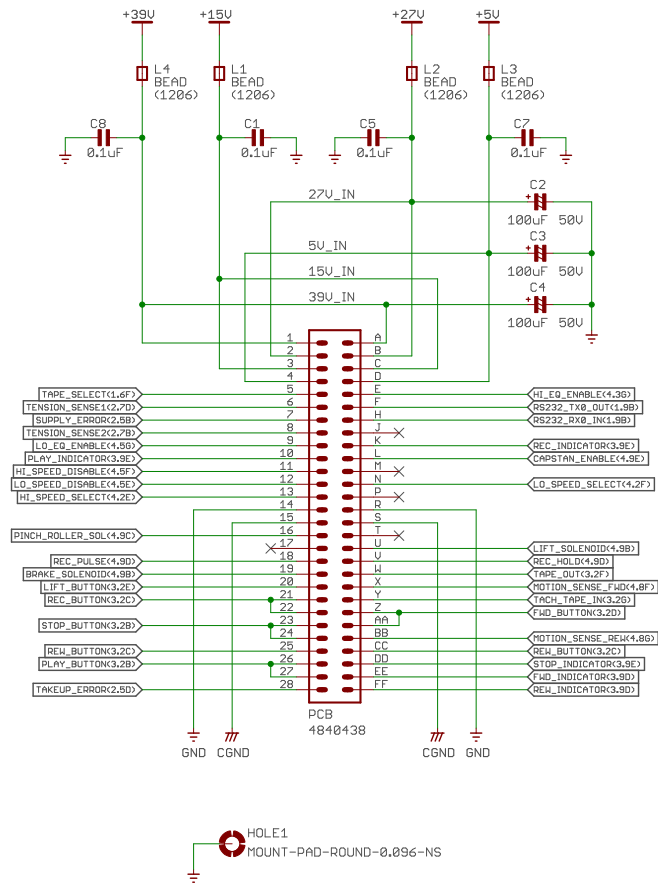 +39V +15V +27V +5V
L4 L1 L2 L3
BEAD BEAD BEAD BEAD
(1206) (1206) (1206) (1206)
C8 C1 C5 C7
0.1uF 0.1uF 0.1uF 0.1uF
27V_IN
+ C2
100uF 50V
5V_IN
+ C3
100uF 50V
15V_IN
39V_IN
+ C4
100uF 50V
1 A
2 B
3 C
4 D
TAPE_SELECT(1.6F) 5 E HI_EQ_ENABLE(4.3G)
TENSION_SENSE1(2.7D) 6 F RS232_TX0_OUT(1.9B)
SUPPLY_ERROR(2.5B) 7 H RS232_RX0_IN(1.9B)
TENSION_SENSE2(2.7B) 8 J
LO_EQ_ENABLE(4.5G) 9 K REC_INDICATOR(3.9E)
PLAY_INDICATOR(3.9E) 10 L CAPSTAN_ENABLE(4.9E)
HI_SPEED_DISABLE(4.5F) 11 M
LO_SPEED_DISABLE(4.5E) 12 N LO_SPEED_SELECT(4.2F)
HI_SPEED_SELECT(4.2E) 13 P
14 R
15 S
PINCH_ROLLER_SOL(4.9C) 16 T
17 U LIFT_SOLENOID(4.9B)
REC_PULSE(4.9D) 18 V REC_HOLD(4.9D)
BRAKE_SOLENOID(4.9B) 19 W TAPE_OUT(3.2F)
LIFT_BUTTON(3.2E) 20 X MOTION_SENSE_FWD(4.8F)
REC_BUTTON(3.2C) 21 Y TACH_TAPE_IN(3.2G)
22 Z FWD_BUTTON(3.2D)
STOP_BUTTON(3.2B) 23 AA
24 BB MOTION_SENSE_REW(4.8G)
REW_BUTTON(3.2C) 25 CC REW_BUTTON(3.2C)
PLAY_BUTTON(3.2B) 26 DD STOP_INDICATOR(3.9E)
27 EE FWD_INDICATOR(3.9D)
TAKEUP_ERROR(2.5D) 28 FF REW_INDICATOR(3.9D)
PCB
4840438
GND CGND CGND GND
HOLE1
MOUNT-PAD-ROUND-0.096-NS